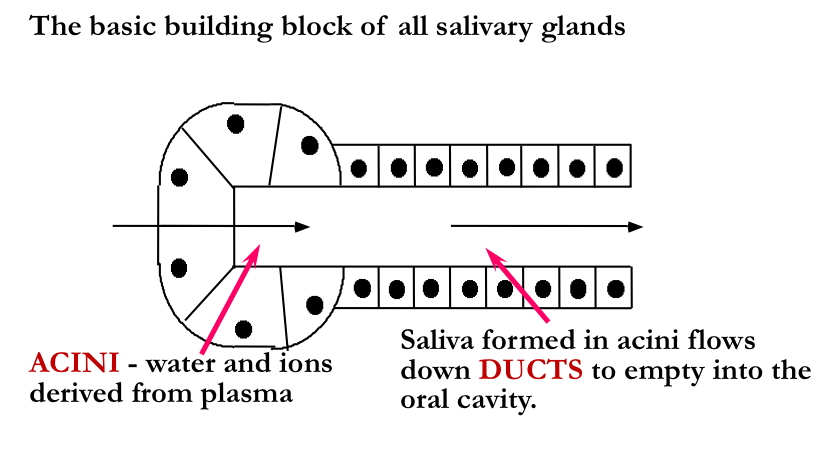 The basic building block of all salivary glands
ACINI - water and ions
derived from plasma
Saliva formed in acini flows
down DUCTS to empty into the
oral cavity.